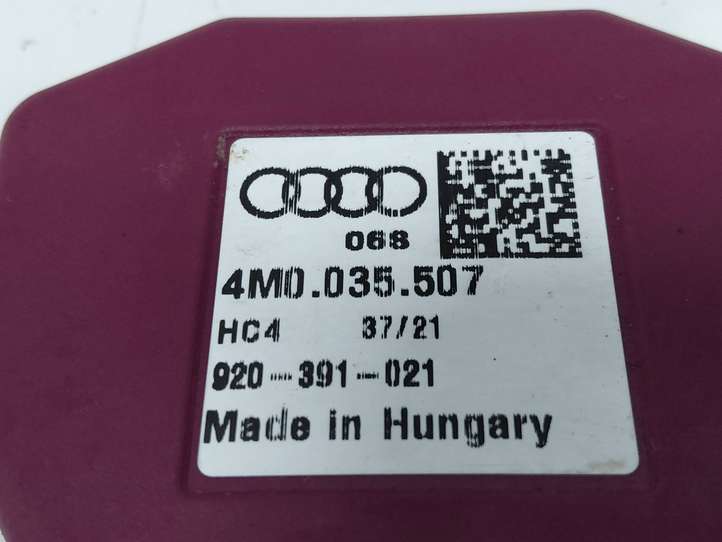 068
4M0.035.507
HC4 37/21
920-391-021
Made in Hungary